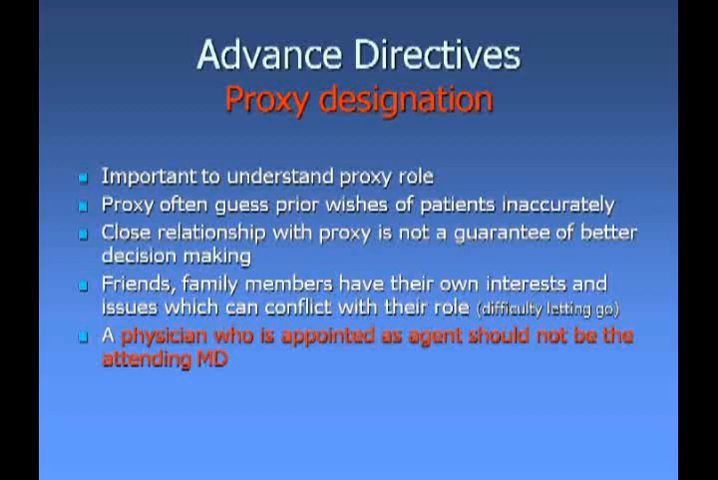 Advance Directives
Proxy designation
Important to understand proxy role
Proxy often guess prior wishes of patients inaccurately
Close relationship with proxy is not a guarantee of better
decision making
Friends, family members have their own interests and
issues which can conflict with their role (difficulty letting go)
A physician who is appointed as agent should not be the
attending MD